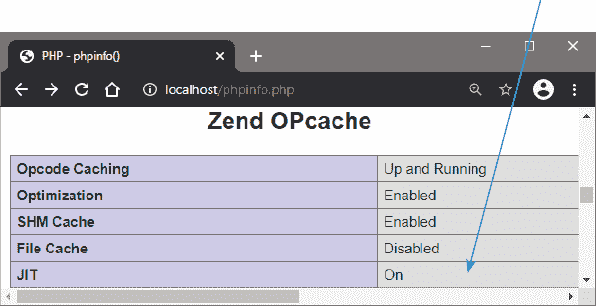 PHP - phpinfo()
localhost/phpinfo.php
Zend OPcache
Opcode Caching Up and Running
Optimization Enabled
SHM Cache Enabled
File Cache Disabled
JIT On